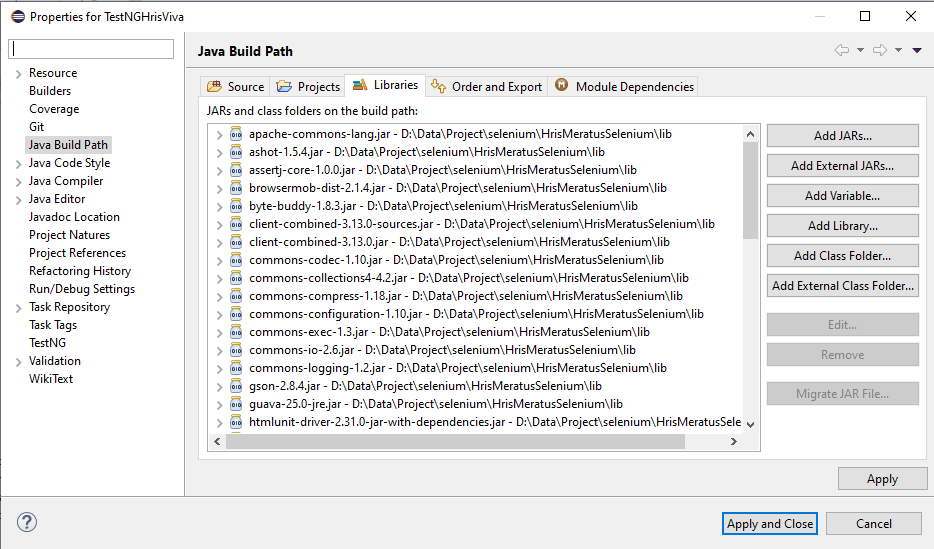 Properties for TestNGHrisViva
Java Build Path
Resource
Builders
Coverage
Git
Java Build Path
Java Code Style
Java Compiler
Java Editor
Javadoc Location
Project Natures
Project References
Refactoring History
Run/Debug Settings
Task Repository
Task Tags
TestNG
Validation
WikiText
Source Projects Libraries Order and Export Module Dependencies
JARs and class folders on the build path:
apache-commons-lang.jar - D:\Data\Project\selenium\HrisMeratusSelenium\lib
ashot-1.5.4.jar - D:\Data\Project\selenium\HrisMeratusSelenium\lib
assertj-core-1.0.0.jar - D:\Data\Project\selenium\HrisMeratusSelenium\lib
browsermob-dist-2.1.4.jar - D:\Data\Project\selenium\HrisMeratusSelenium\lib
byte-buddy-1.8.3.jar - D:\Data\Project\selenium\HrisMeratusSelenium\lib
client-combined-3.13.0-sources.jar - D:\Data\Project\selenium\HrisMeratusSelenium\lib
client-combined-3.13.0.jar - D:\Data\Project\selenium\HrisMeratusSelenium\lib
commons-codec-1.10.jar - D:\Data\Project\selenium\HrisMeratusSelenium\lib
commons-collections4-4.2.jar - D:\Data\Project\selenium\HrisMeratusSelenium\lib
commons-compress-1.18.jar - D:\Data\Project\selenium\HrisMeratusSelenium\lib
commons-configuration-1.10.jar - D:\Data\Project\selenium\HrisMeratusSelenium\lib
commons-exec-1.3.jar - D:\Data\Project\selenium\HrisMeratusSelenium\lib
commons-io-2.6.jar - D:\Data\Project\selenium\HrisMeratusSelenium\lib
commons-logging-1.2.jar - D:\Data\Project\selenium\HrisMeratusSelenium\lib
gson-2.8.4.jar - D:\Data\Project\selenium\HrisMeratusSelenium\lib
guava-25.0-jre.jar - D:\Data\Project\selenium\HrisMeratusSelenium\lib
htmlunit-driver-2.31.0-jar-with-dependencies.jar - D:\Data\Project\selenium\HrisMeratusSele
Add JARs...
Add External JARs...
Add Variable...
Add Library...
Add Class Folder...
Add External Class Folder...
Edit...
Remove
Migrate JAR File...
Apply
Apply and Close
Cancel